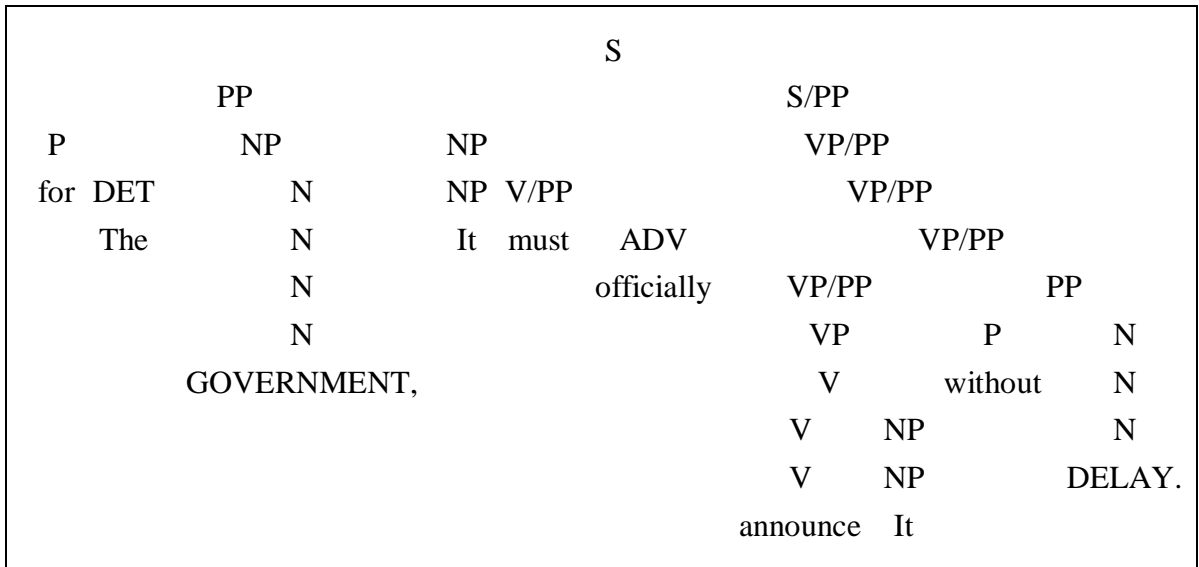 S
PP S/PP
P NP NP VP/PP
for DET N NP V/PP VP/PP
The N It must ADV VP/PP
N officially VP/PP PP
N VP P N
GOVERNMENT, V without N
V NP N
V NP DELAY.
announce It